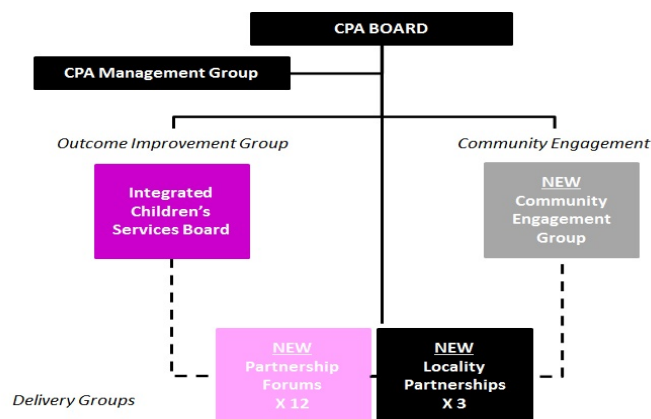 CPA BOARD
CPA Management Group
Outcome Improvement Group
Community Engagement
Integrated
Children's
Services Board
NEW
Community
Engagement
Group
NEW
Partnership
Forums
X 12
NEW
Locality
Partnerships
X 3
Delivery Groups